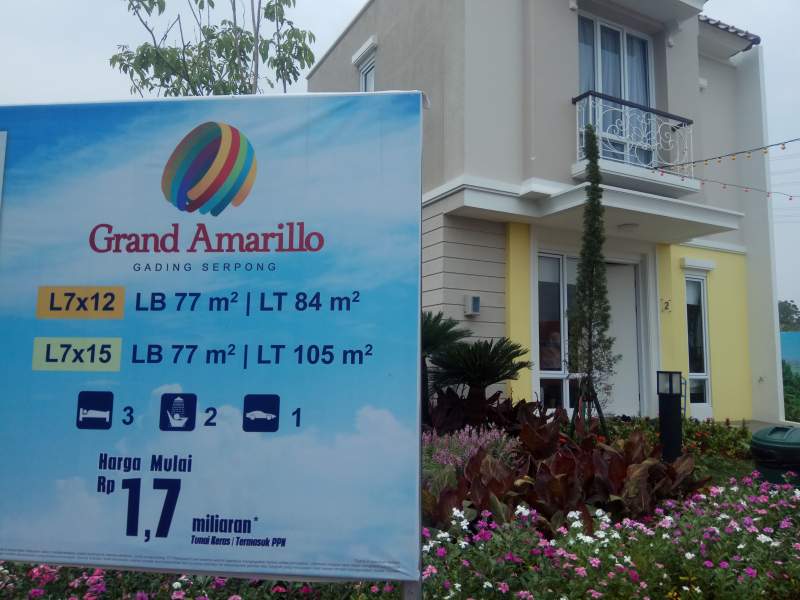 Grand Amarillo
GADING SERPONG
L7x12 LB 77 m² | LT 84 m²
L7x15 LB 77 m² | LT 105 m²
3 2 1
Harga Mulai
Rp 1,7 miliaran*
Tunai Keras | Termasuk PPN
2